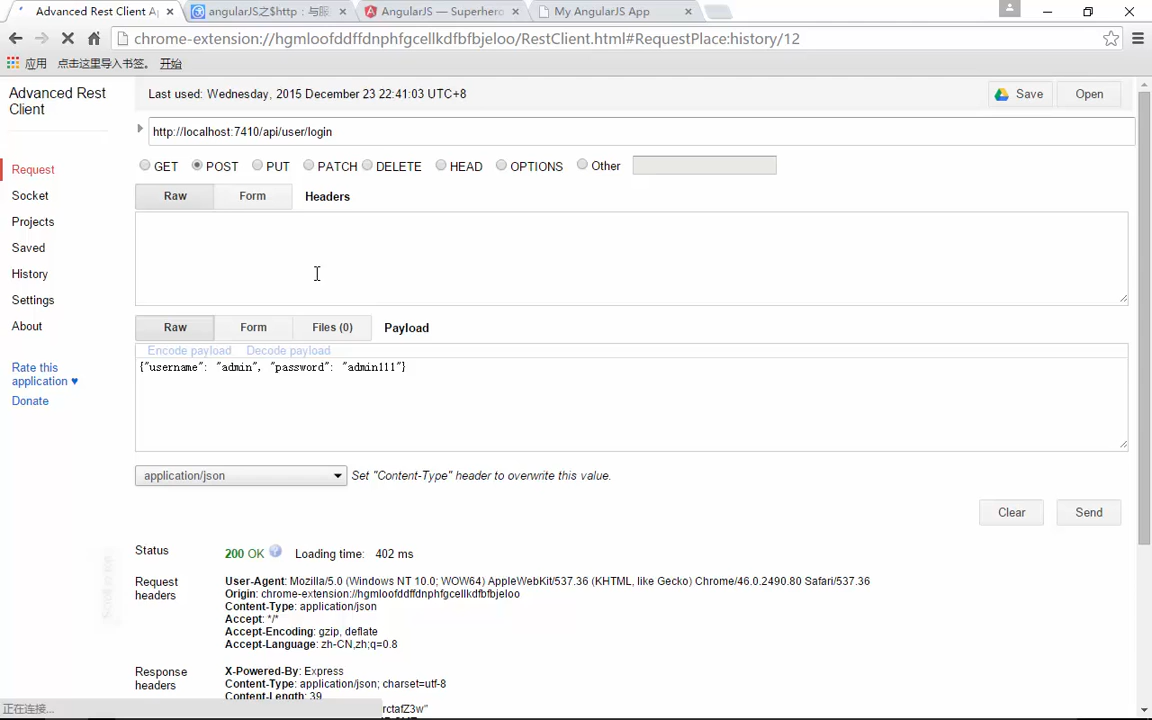 Advanced Rest Client Ap
angularJS之$http：与服
AngularJS — Superhero
My AngularJS App
chrome-extension://hgmloofddffdnphfgcellkdfbfbjeloo/RestClient.html#RequestPlace:history/12
应用 点击这里导入书签。 开始
Advanced Rest
Client
Last used: Wednesday, 2015 December 23 22:41:03 UTC+8
Save
Open
http://localhost:7410/api/user/login
Request
GET POST PUT PATCH DELETE HEAD OPTIONS Other
Socket
Raw Form Headers
Projects
Saved
History
Settings
About
Raw Form Files (0) Payload
Encode payload Decode payload
{"username": "admin", "password": "admin111"}
Rate this
application ♥
Donate
application/json Set "Content-Type" header to overwrite this value.
Clear Send
Status 200 OK Loading time: 402 ms
Request
headers
User-Agent: Mozilla/5.0 (Windows NT 10.0; WOW64) AppleWebKit/537.36 (KHTML, like Gecko) Chrome/46.0.2490.80 Safari/537.36
Origin: chrome-extension://hgmloofddffdnphfgcellkdfbfbjeloo
Content-Type: application/json
Accept: */*
Accept-Encoding: gzip, deflate
Accept-Language: zh-CN,zh;q=0.8
Response
headers
X-Powered-By: Express
Content-Type: application/json; charset=utf-8
Content-Length: 39
rctafZ3w"
正在连接...